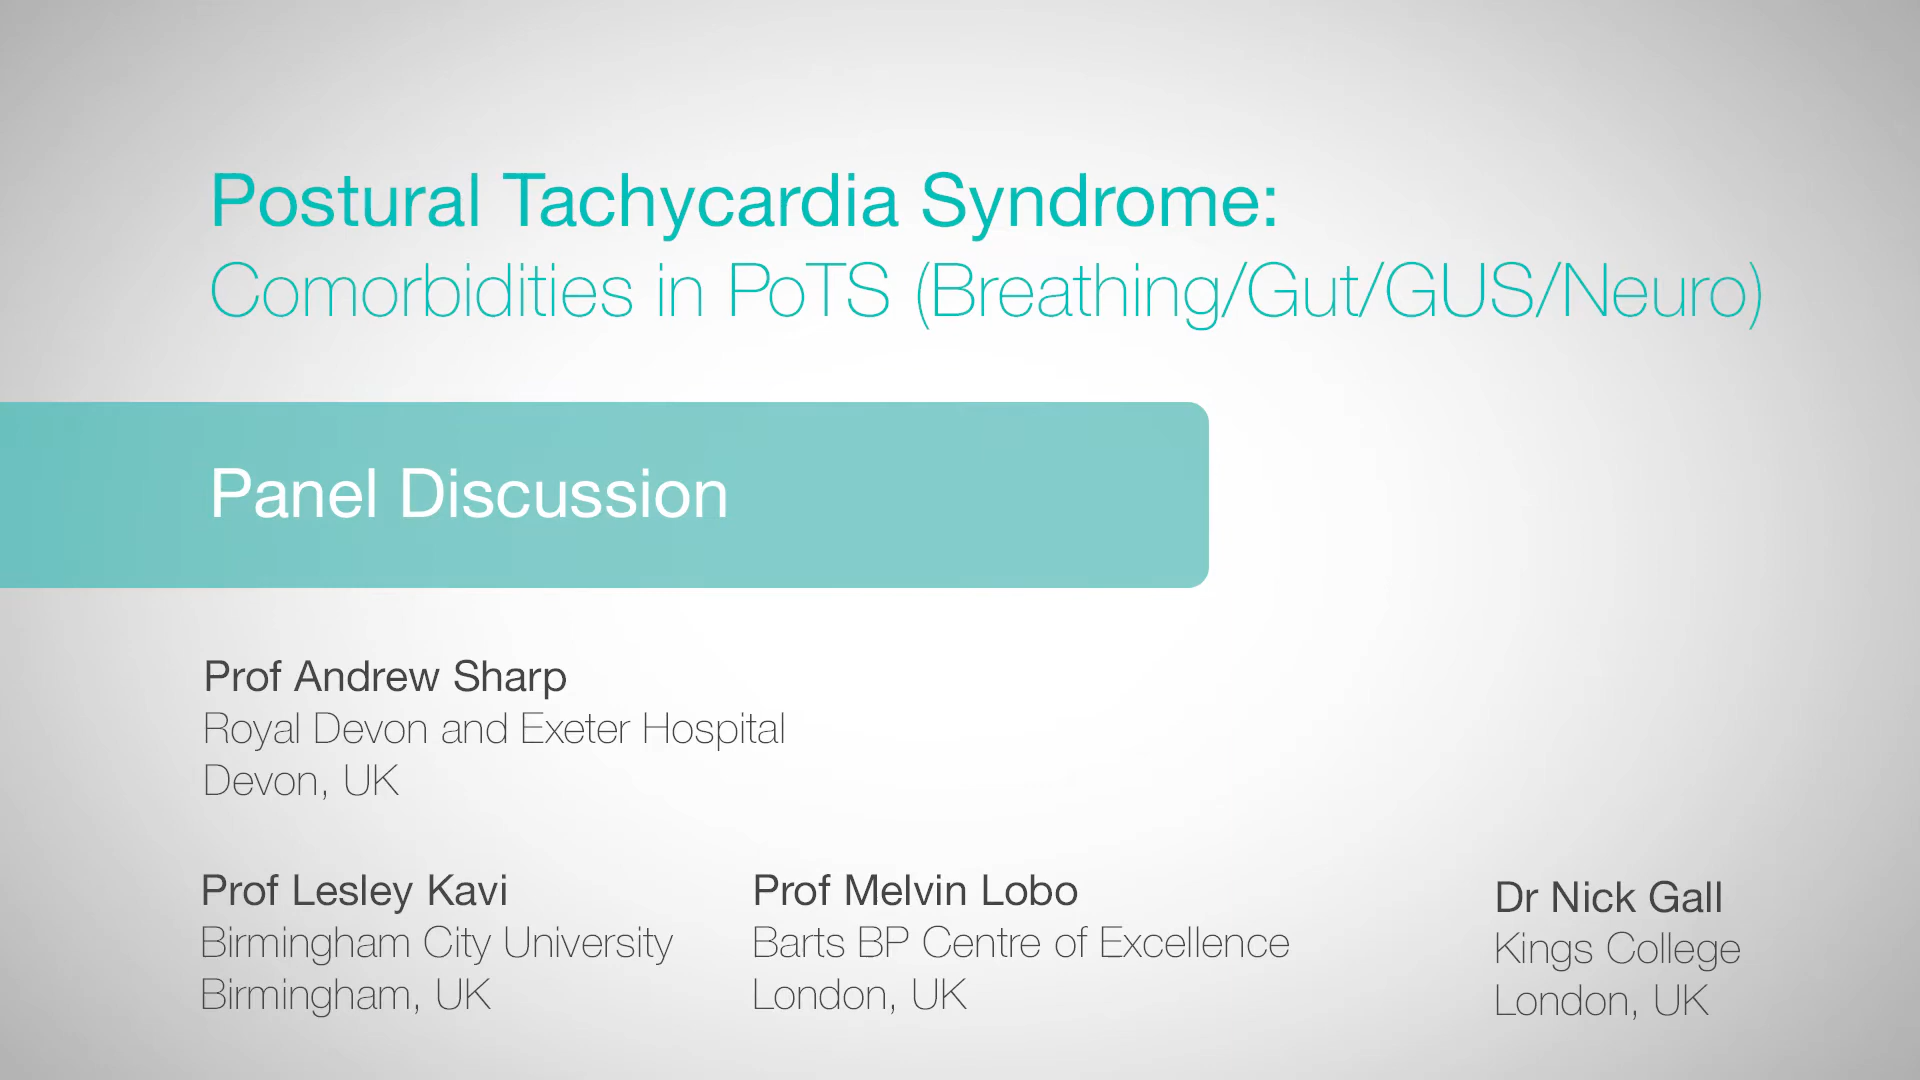 Postural Tachycardia Syndrome:
Comorbidities in PoTS (Breathing/Gut/GUS/Neuro)
Panel Discussion
Prof Andrew Sharp
Royal Devon and Exeter Hospital
Devon, UK
Prof Lesley Kavi
Birmingham City University
Birmingham, UK
Prof Melvin Lobo
Barts BP Centre of Excellence
London, UK
Dr Nick Gall
Kings College
London, UK